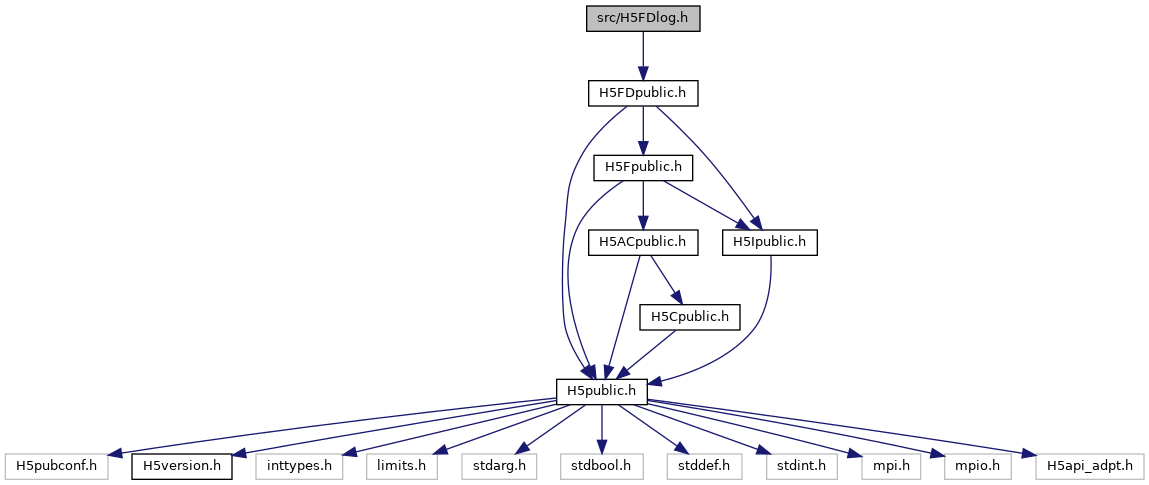 src/H5FDlog.h
H5FDpublic.h
H5Fpublic.h
H5ACpublic.h
H5Ipublic.h
H5Cpublic.h
H5public.h
H5pubconf.h
H5version.h
inttypes.h
limits.h
stdarg.h
stdbool.h
stddef.h
stdint.h
mpi.h
mpio.h
H5api_adpt.h